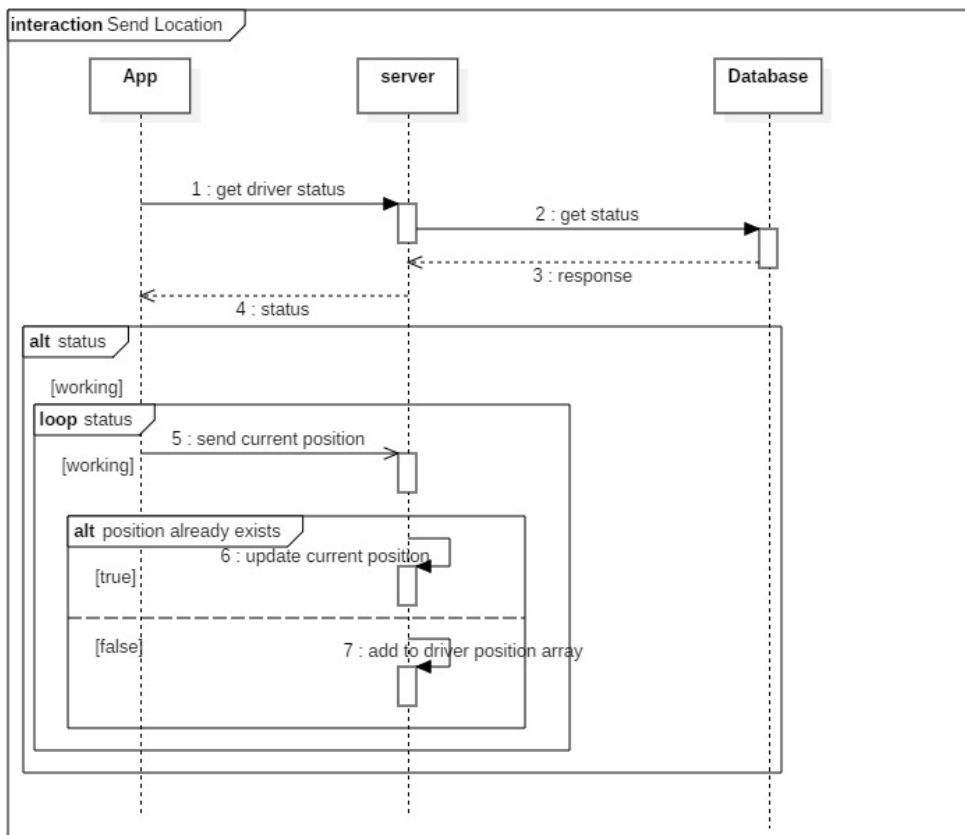 interaction Send Location
App
server
Database
1 : get driver status
2 : get status
3 : response
4 : status
alt status
[working]
loop status
5 : send current position
[working]
alt position already exists
6 : update current position
[true]
[false]
7 : add to driver position array